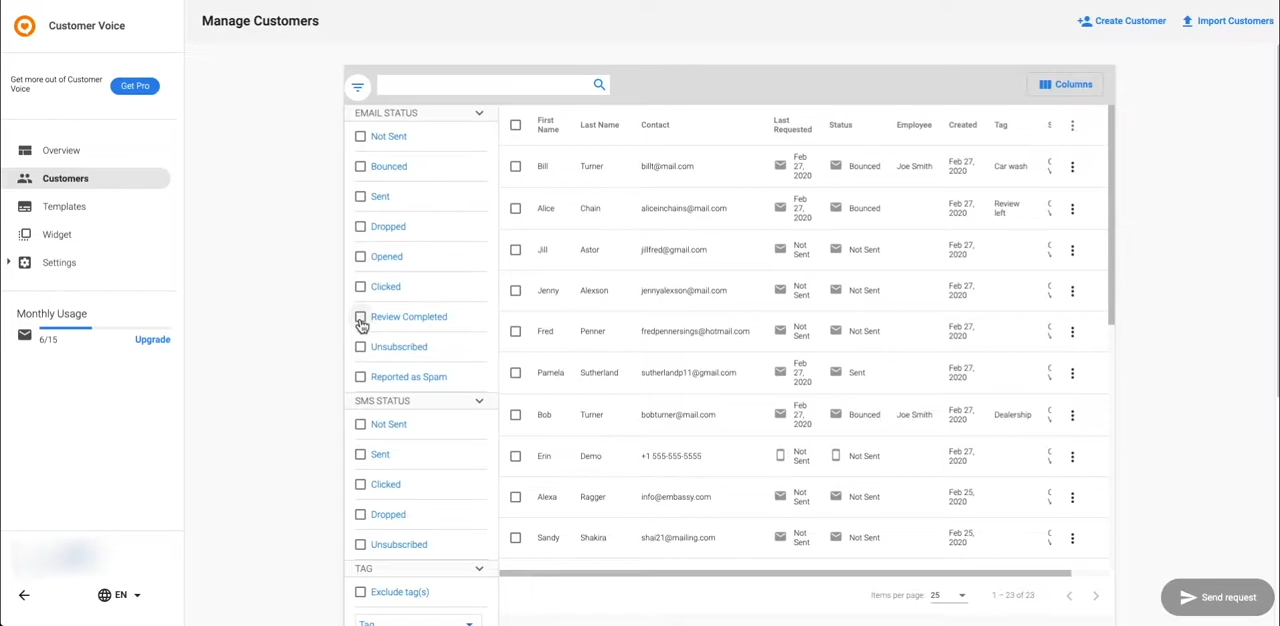 Customer Voice
Manage Customers
Create Customer
Import Customers
Get more out of Customer
Voice
Get Pro
Overview
Customers
Templates
Widget
Settings
Monthly Usage
6/15
Upgrade
EN
Columns
EMAIL STATUS
Not Sent
Bounced
Sent
Dropped
Opened
Clicked
Review Completed
Unsubscribed
Reported as Spam
SMS STATUS
Not Sent
Sent
Clicked
Dropped
Unsubscribed
TAG
Exclude tag(s)
Tag
First
Name
Last Name
Contact
Last
Requested
Status
Employee
Created
Tag
Bill
Turner
billt@mail.com
Feb
27,
2020
Bounced
Joe Smith
Feb 27,
2020
Car wash
Alice
Chain
aliceinchains@mail.com
Feb
27,
2020
Bounced
Feb 27,
2020
Review
left
Jill
Astor
jillfred@gmail.com
Not
Sent
Not Sent
Feb 27,
2020
Jenny
Alexson
jennyalexson@mail.com
Not
Sent
Not Sent
Feb 27,
2020
Fred
Penner
fredpennersings@hotmail.com
Not
Sent
Not Sent
Feb 27,
2020
Pamela
Sutherland
sutherlandp11@gmail.com
Feb
27,
2020
Sent
Feb 27,
2020
Bob
Turner
bobturner@mail.com
Feb
27,
2020
Bounced
Joe Smith
Feb 27,
2020
Dealership
Erin
Demo
+1 555-555-5555
Not
Sent
Not Sent
Feb 27,
2020
Alexa
Ragger
info@embassy.com
Not
Sent
Not Sent
Feb 25,
2020
Sandy
Shakira
shai21@mailing.com
Not
Sent
Not Sent
Feb 25,
2020
Items per page:
25
1 – 23 of 23
Send request